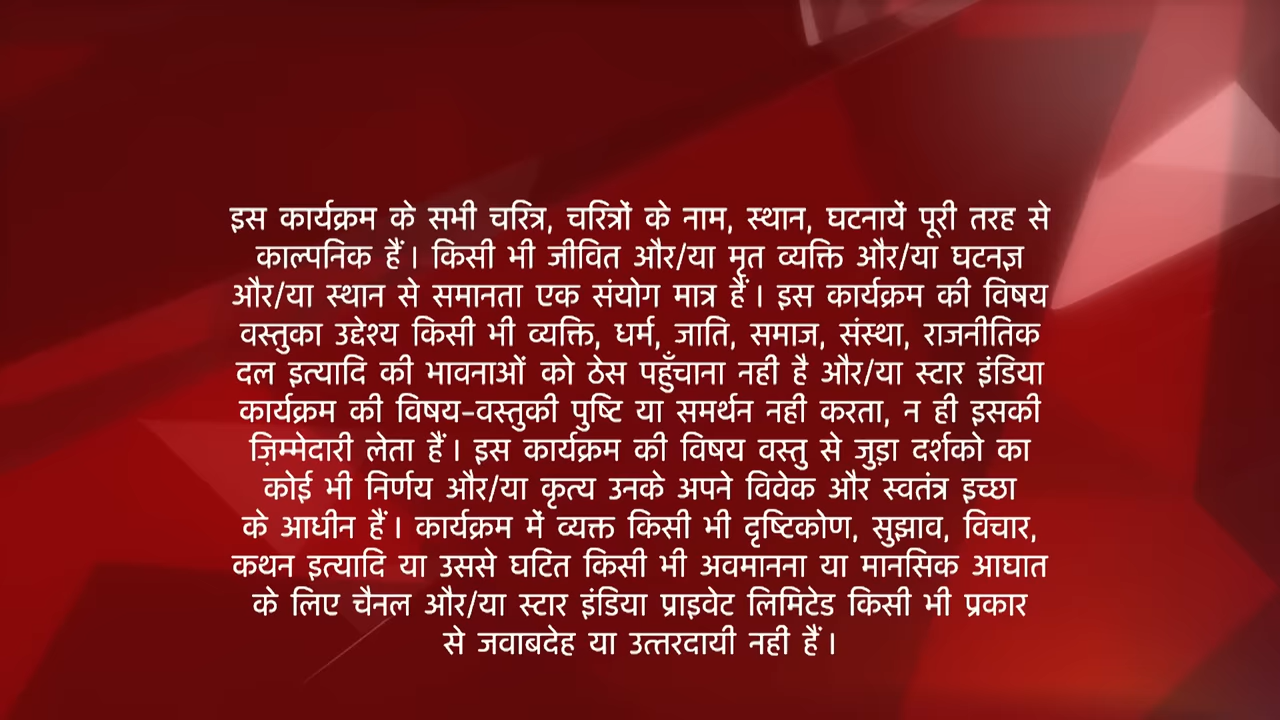 इस कार्यक्रम के सभी चरित्र, चरित्रों के नाम, स्थान, घटनायें पूरी तरह से
काल्पनिक हैं। किसी भी जीवित और/या मृत व्यक्ति और/या घटनज्ञ
और/या स्थान से समानता एक संयोग मात्र हैं। इस कार्यक्रम की विषय
वस्तुका उद्देश्य किसी भी व्यक्ति, धर्म, जाति, समाज, संस्था, राजनीतिक
दल इत्यादि की भावनाओं को ठेस पहुँचाना नही है और/या स्टार इंडिया
कार्यक्रम की विषय-वस्तुकी पुष्टि या समर्थन नही करता, न ही इसकी
ज़िम्मेदारी लेता हैं। इस कार्यक्रम की विषय वस्तु से जुड़ा दर्शको का
कोई भी निर्णय और/या कृत्य उनके अपने विवेक और स्वतंत्र इच्छा
के आधीन हैं। कार्यक्रम में व्यक्त किसी भी दृष्टिकोण, सुझाव, विचार,
कथन इत्यादि या उससे घटित किसी भी अवमानना या मानसिक आघात
के लिए चैनल और/या स्टार इंडिया प्राइवेट लिमिटेड किसी भी प्रकार
से जवाबदेह या उत्तरदायी नही हैं।